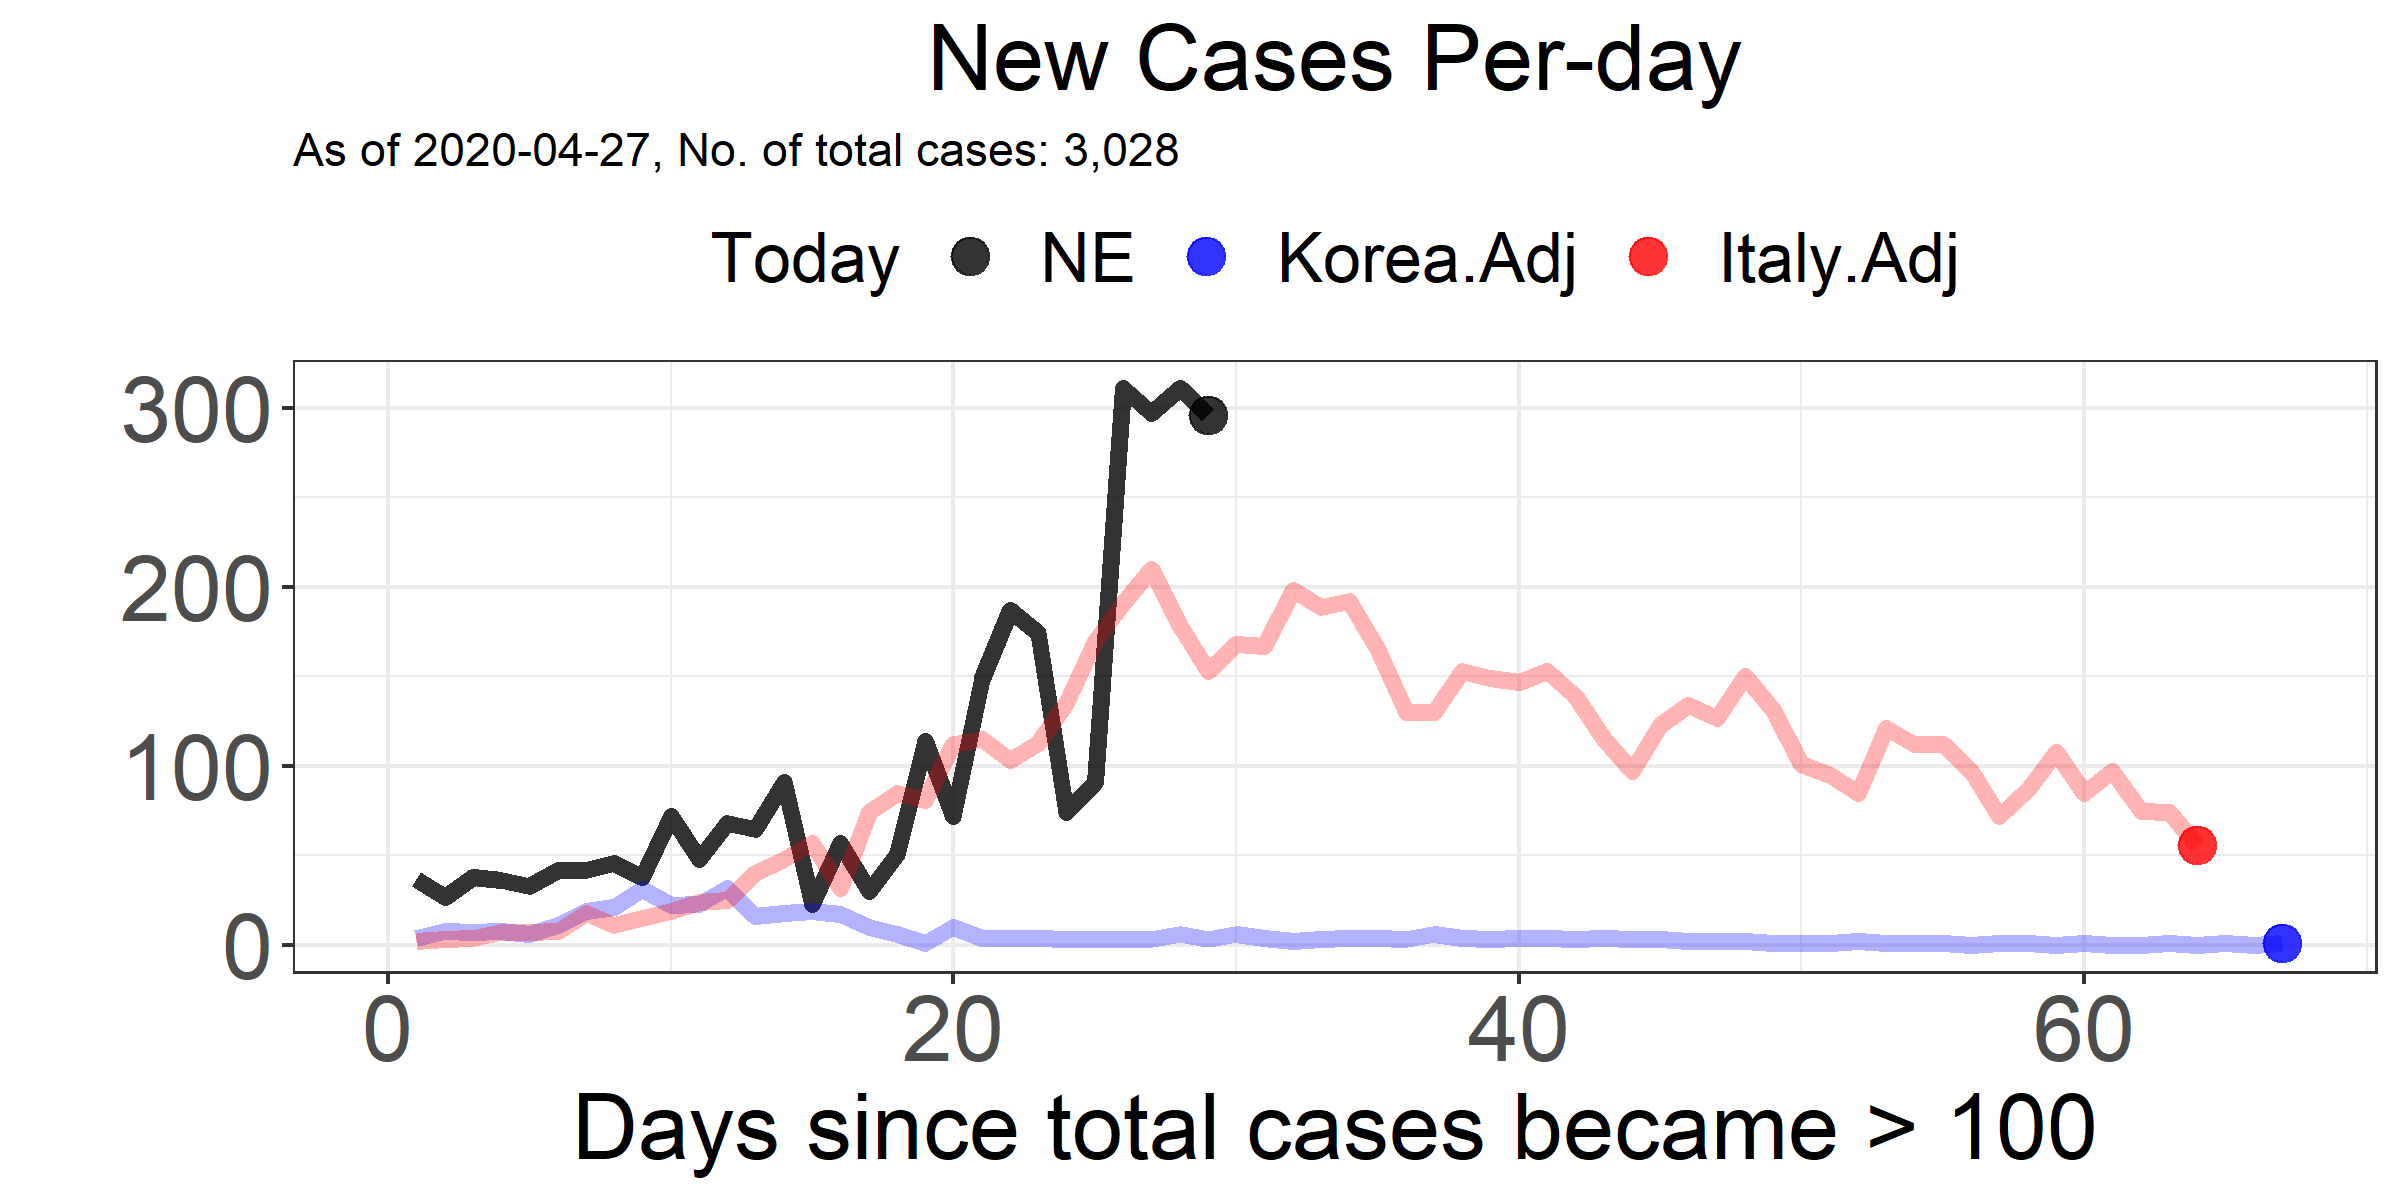 New Cases Per-day
As of 2020-04-27, No. of total cases: 3,028
Today NE Korea.Adj Italy.Adj
300
200
100
0
0 20 40 60
Days since total cases became > 100